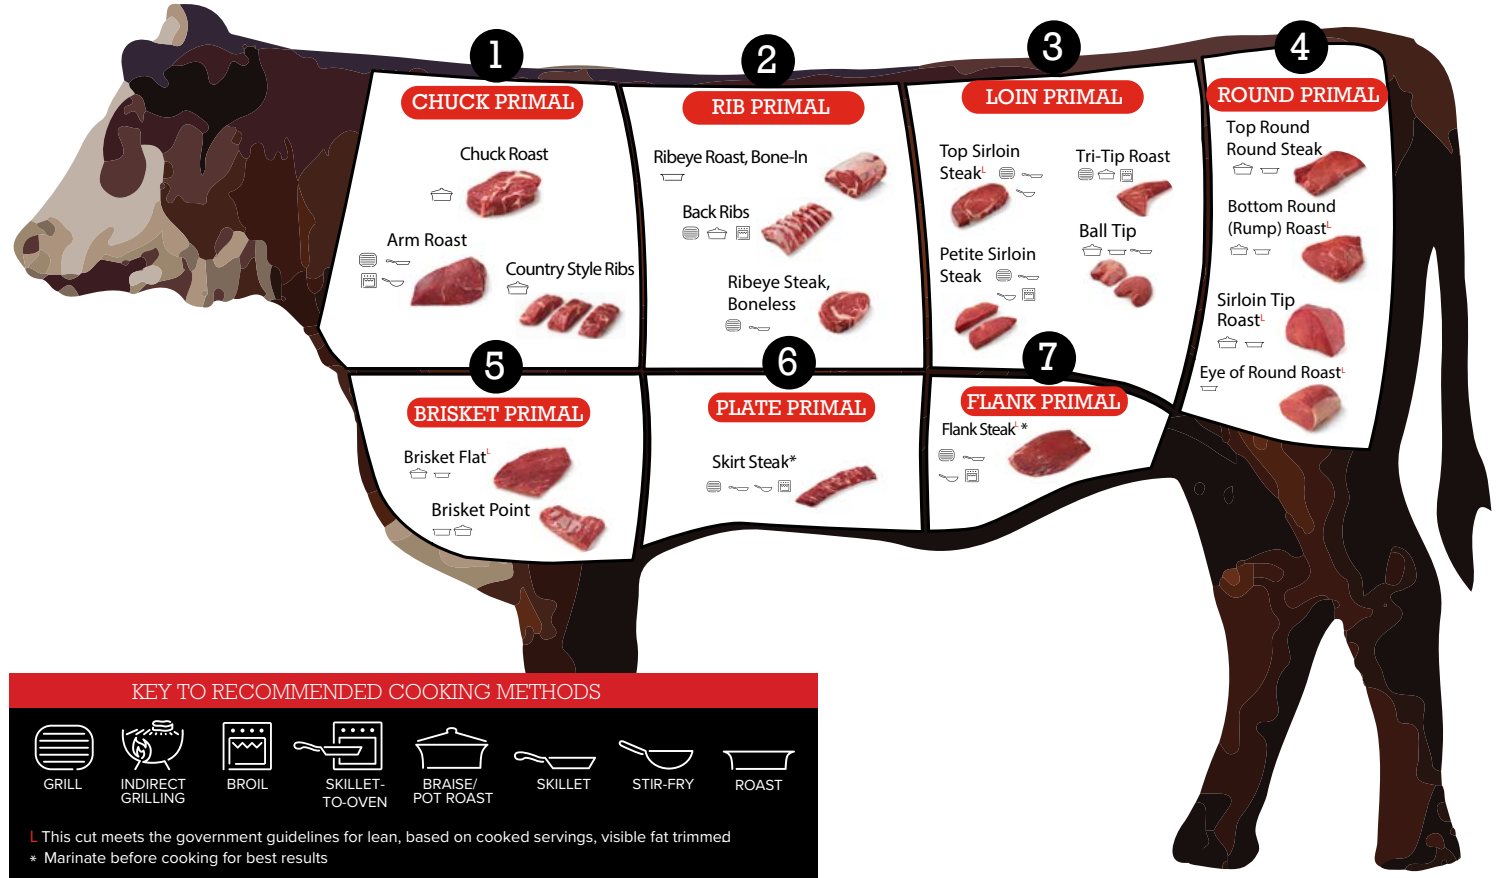 1
CHUCK PRIMAL
Chuck Roast
Arm Roast
Country Style Ribs
2
RIB PRIMAL
Ribeye Roast, Bone-In
Back Ribs
Ribeye Steak,
Boneless
3
LOIN PRIMAL
Top Sirloin
Steak L
Tri-Tip Roast
Ball Tip
Petite Sirloin
Steak
4
ROUND PRIMAL
Top Round
Round Steak
Bottom Round
(Rump) Roast L
Sirloin Tip
Roast L
Eye of Round Roast L
5
BRISKET PRIMAL
Brisket Flat L
Brisket Point
6
PLATE PRIMAL
Skirt Steak*
7
FLANK PRIMAL
Flank Steak L *
KEY TO RECOMMENDED COOKING METHODS
GRILL
INDIRECT
GRILLING
BROIL
SKILLET-
TO-OVEN
BRAISE/
POT ROAST
SKILLET
STIR-FRY
ROAST
L This cut meets the government guidelines for lean, based on cooked servings, visible fat trimmed
* Marinate before cooking for best results